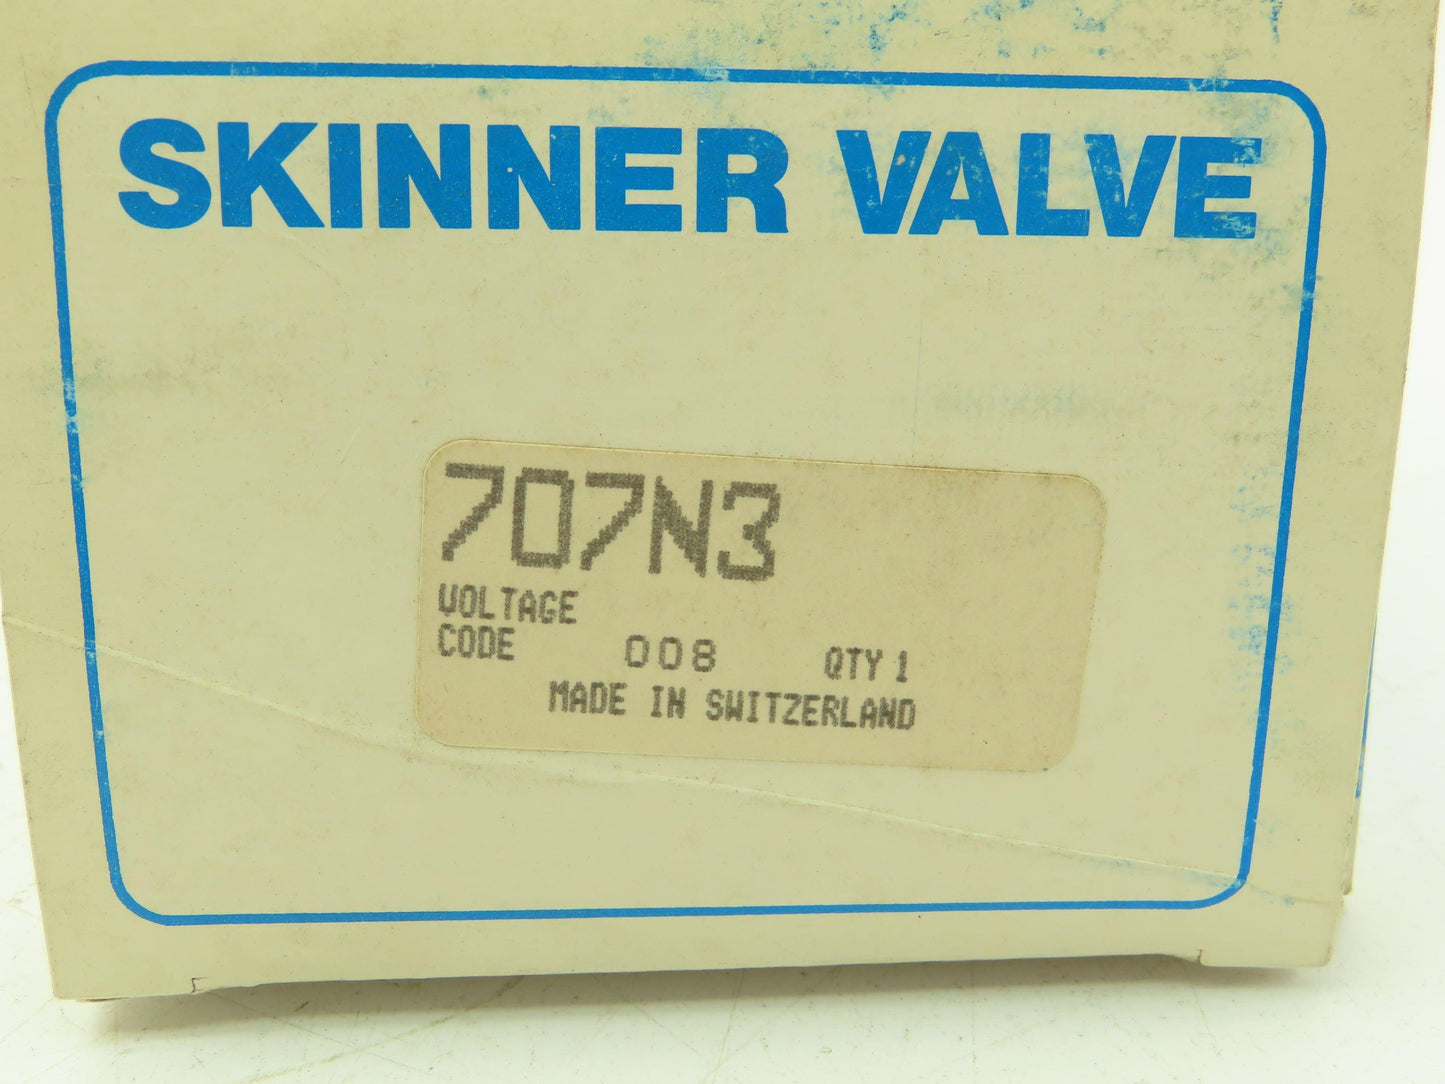 SKINNER VALVE
707N3
VOLTAGE
CODE 008 QTY 1
MADE IN SWITZERLAND